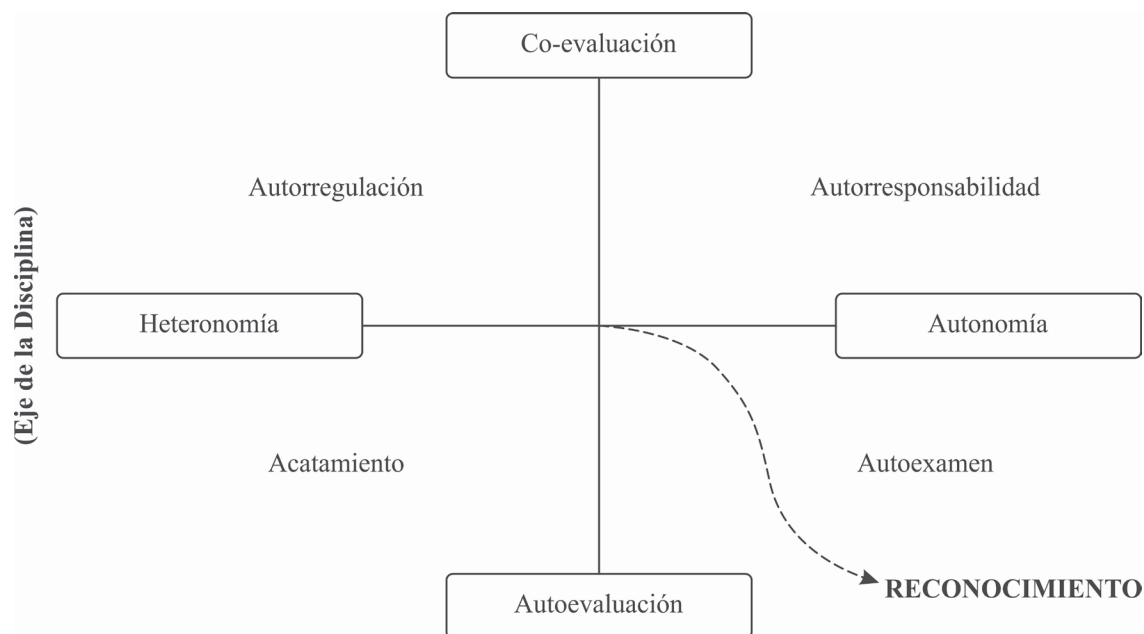 Co-evaluación
Autorregulación
Autorresponsabilidad
(Eje de la Disciplina)
Heteronomía
Autonomía
Acatamiento
Autoexamen
Autoevaluación
RECONOCIMIENTO